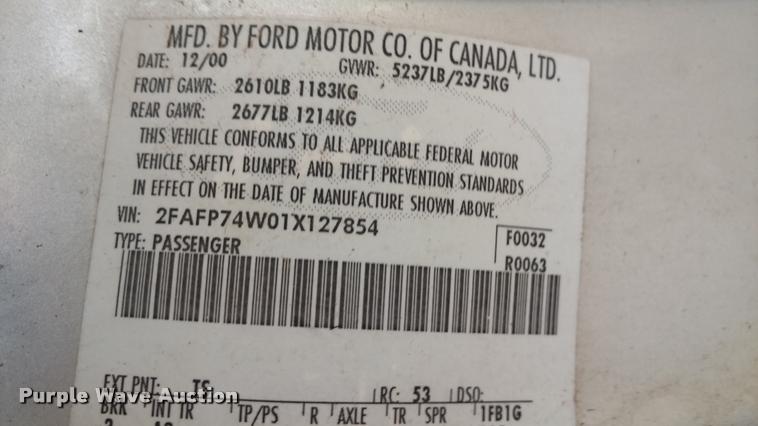 MFD. BY FORD MOTOR CO. OF CANADA, LTD.
DATE: 12/00 GVWR: 5237LB/2375KG
FRONT GAWR: 2610LB 1183KG
REAR GAWR: 2677LB 1214KG
THIS VEHICLE CONFORMS TO ALL APPLICABLE FEDERAL MOTOR
VEHICLE SAFETY, BUMPER, AND THEFT PREVENTION STANDARDS
IN EFFECT ON THE DATE OF MANUFACTURE SHOWN ABOVE.
VIN: 2FAFP74W01X127854
F0032
TYPE: PASSENGER
R0063
EXT PNT: TS RC: 53 DSO:
BRK INT TR TP/PS R AXLE TR SPR 1FB1G
Purple Wave Auction